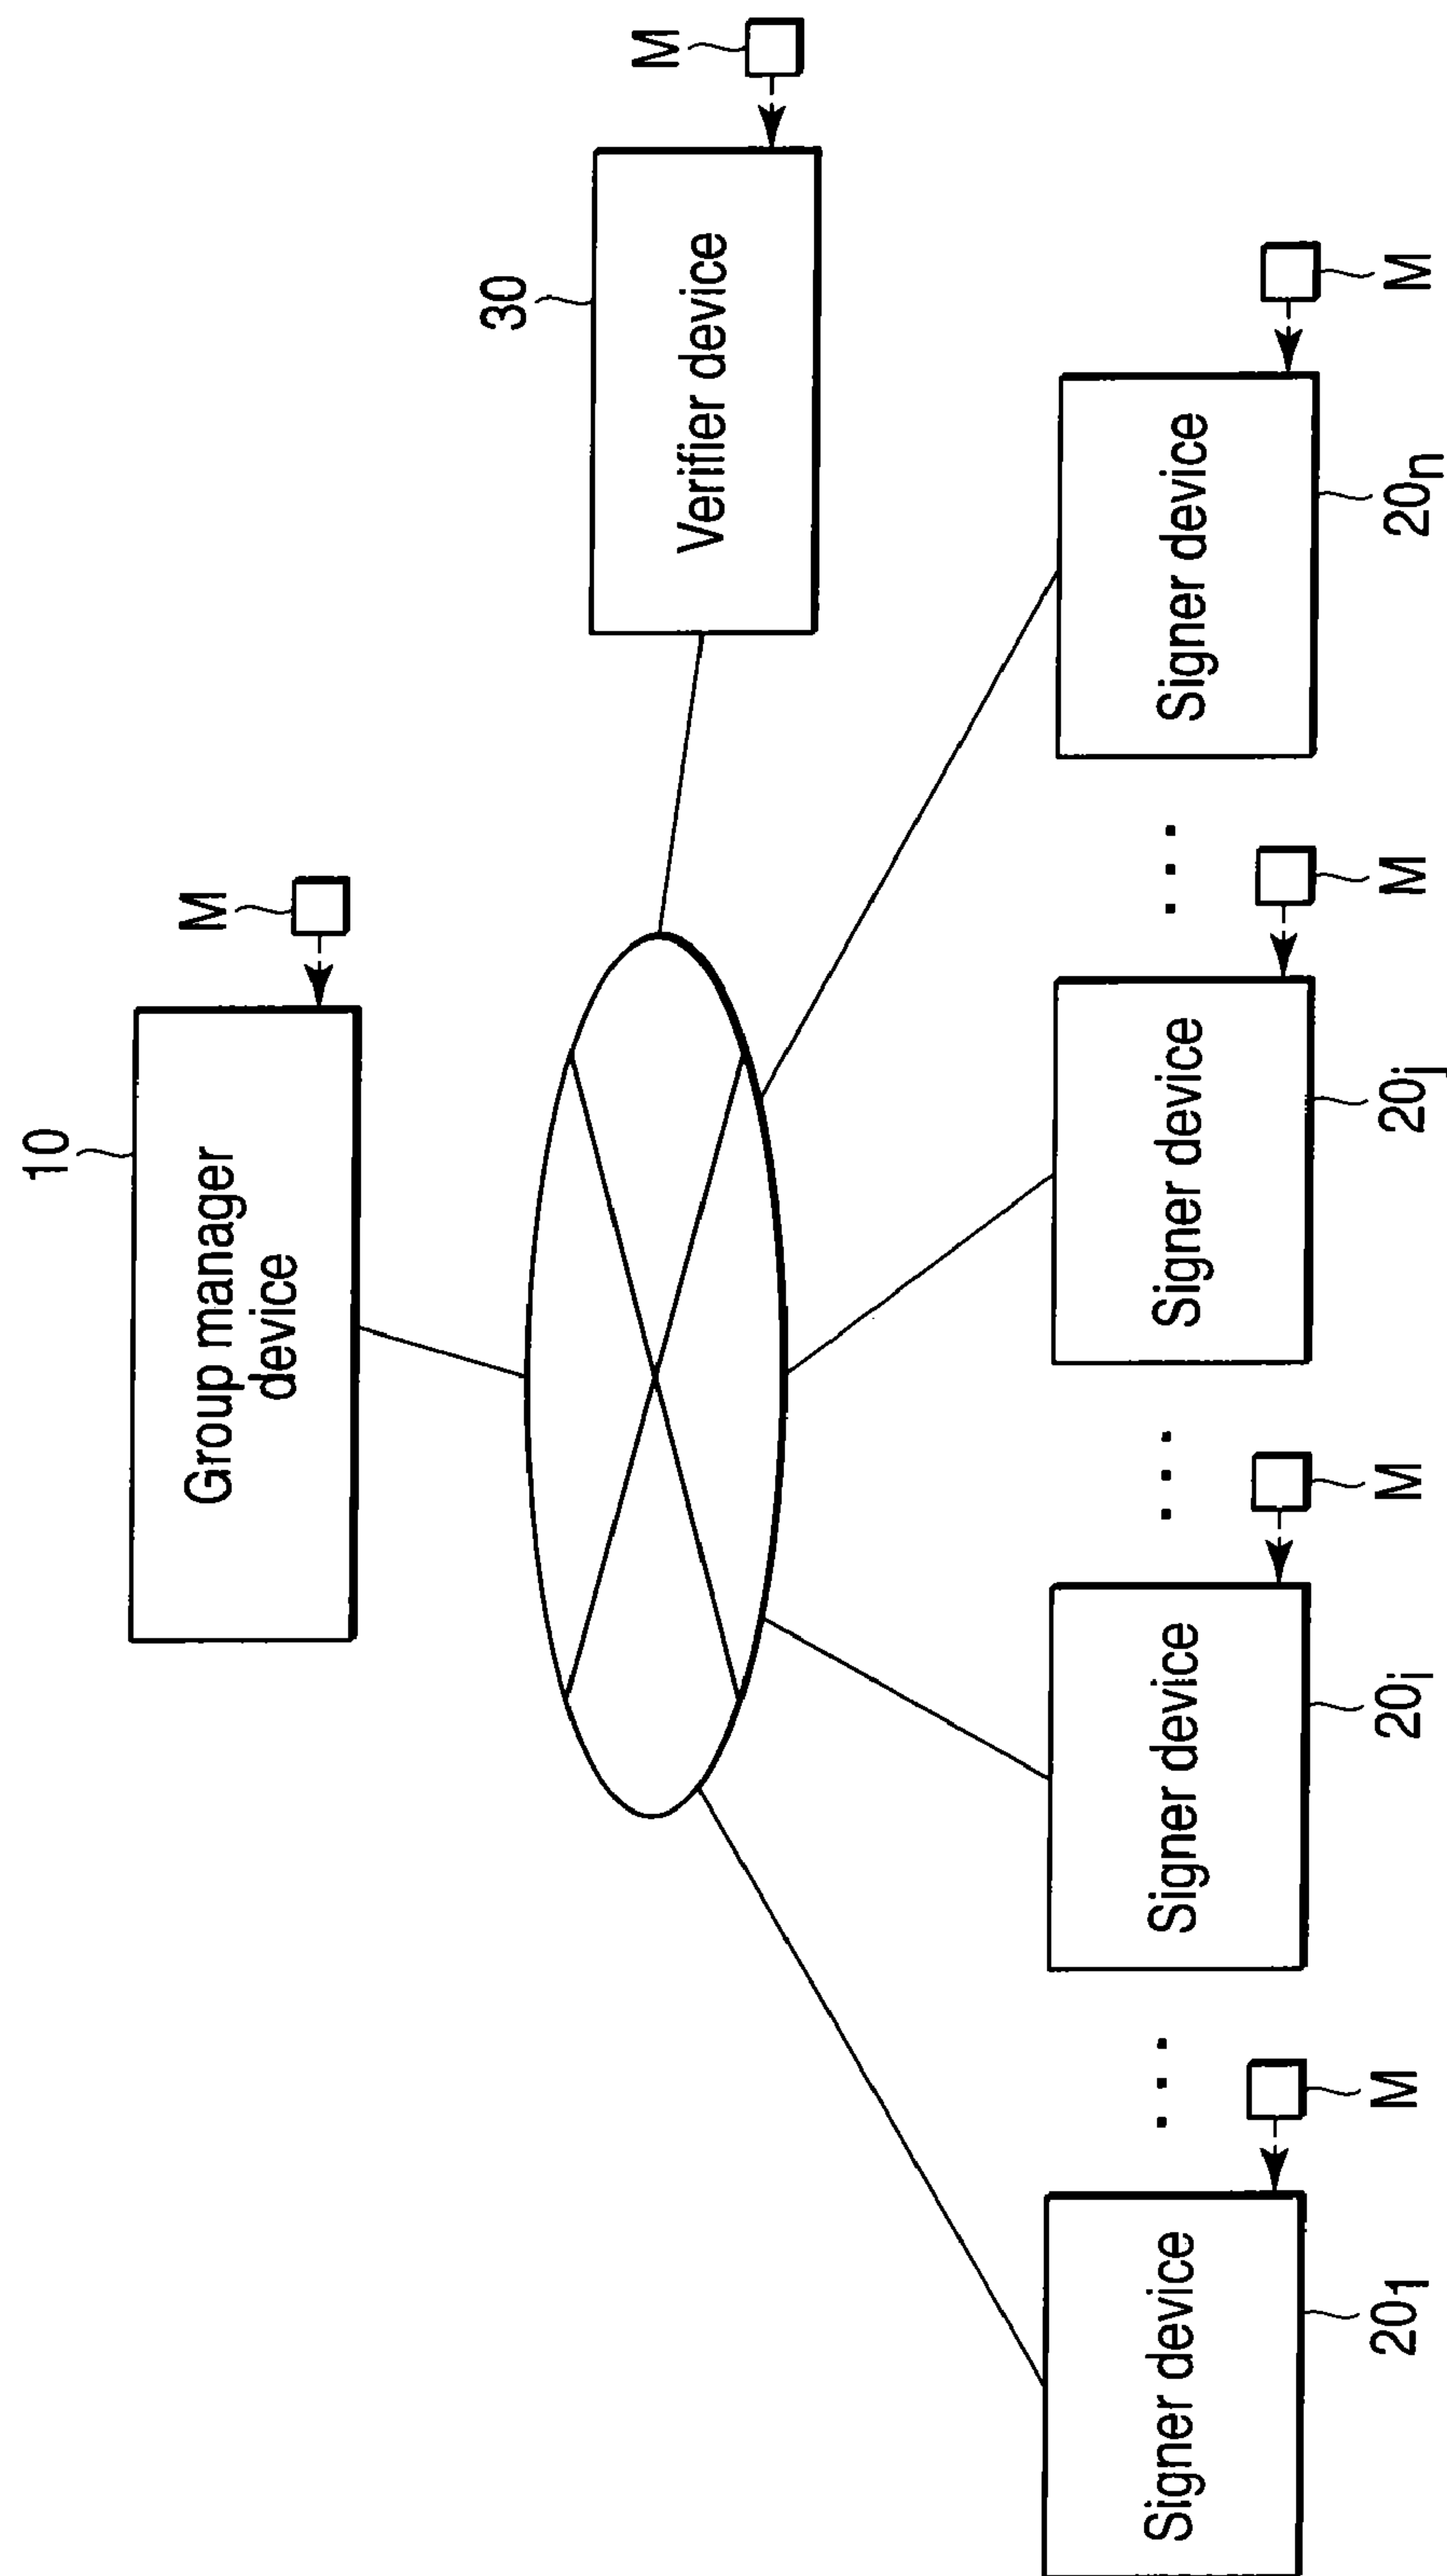 10
Group manager
device
M
30
Verifier device
M
Signer device
20₁
M
. . .
Signer device
20ᵢ
M
. . .
Signer device
20ⱼ
M
. . .
Signer device
20ₙ
M